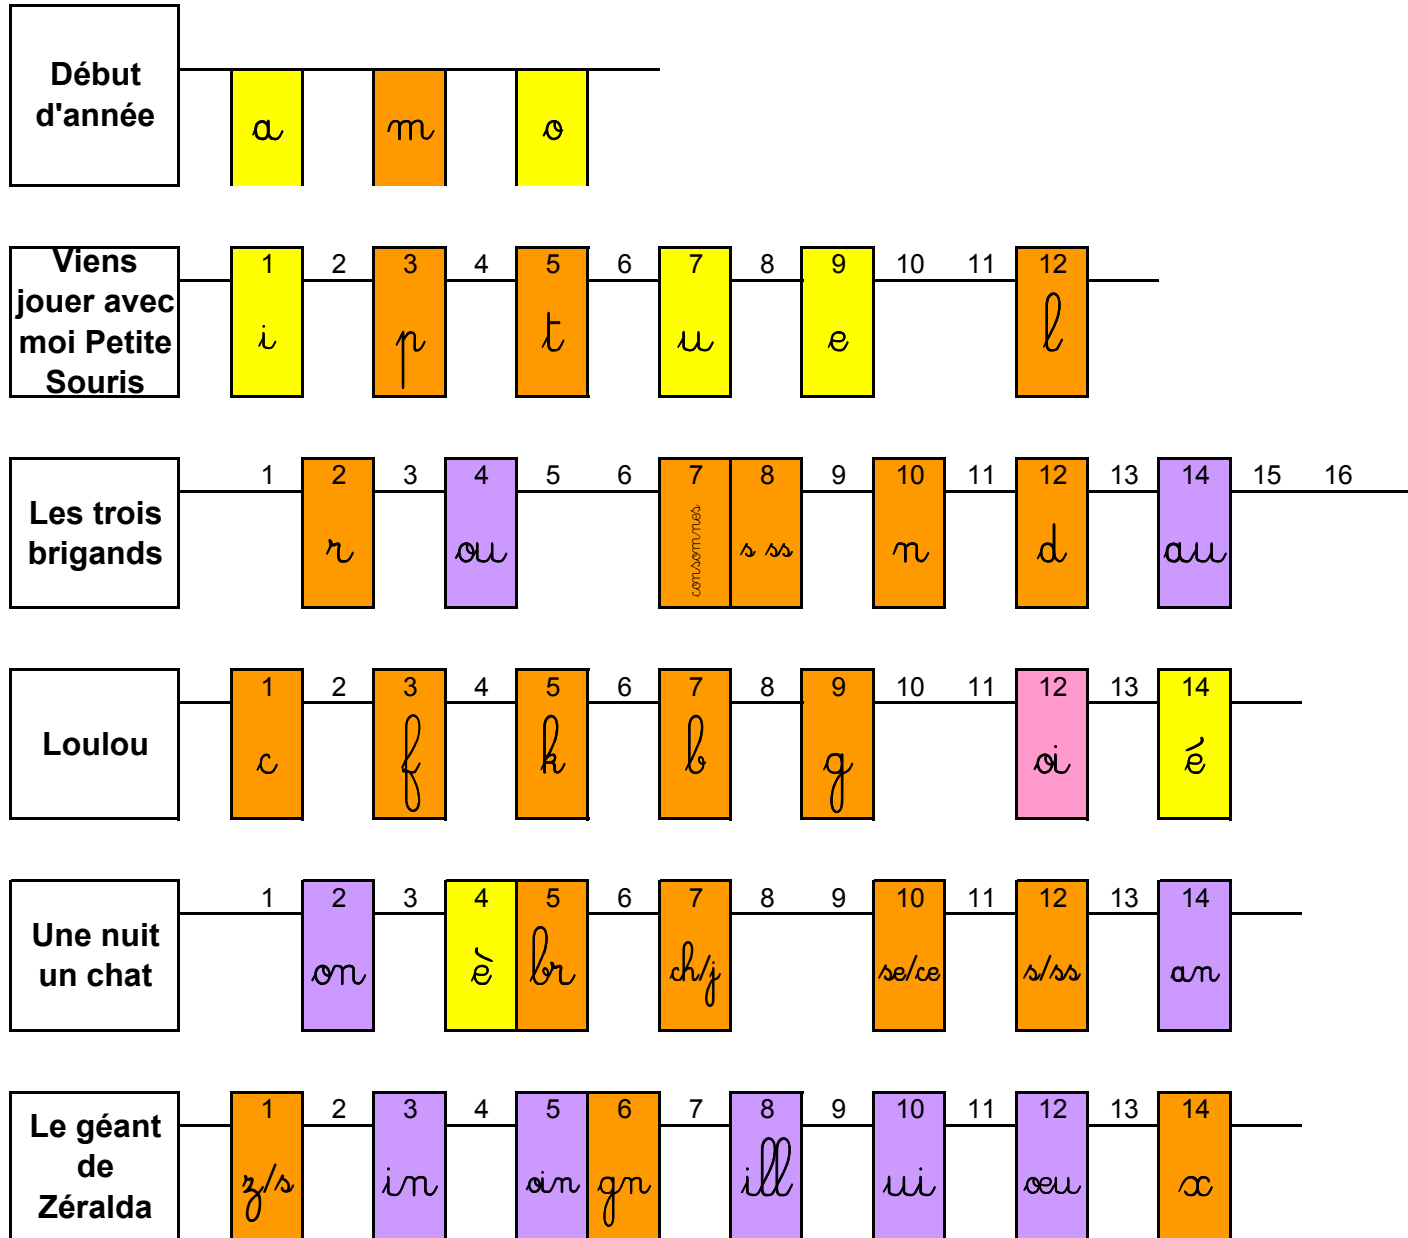 Début
d'année
a m o
Viens
jouer avec
moi Petite
Souris
1 2 3 4 5 6 7 8 9 10 11 12
i p t u e l
Les trois
brigands
1 2 3 4 5 6 7 8 9 10 11 12 13 14 15 16
r ou consonnes s ss n d au
Loulou
1 2 3 4 5 6 7 8 9 10 11 12 13 14
c f k b g oi é
Une nuit
un chat
1 2 3 4 5 6 7 8 9 10 11 12 13 14
on è br ch/j se/ce s/ss an
Le géant
de
Zéralda
1 2 3 4 5 6 7 8 9 10 11 12 13 14
z/s in oin gn ill ui œu x